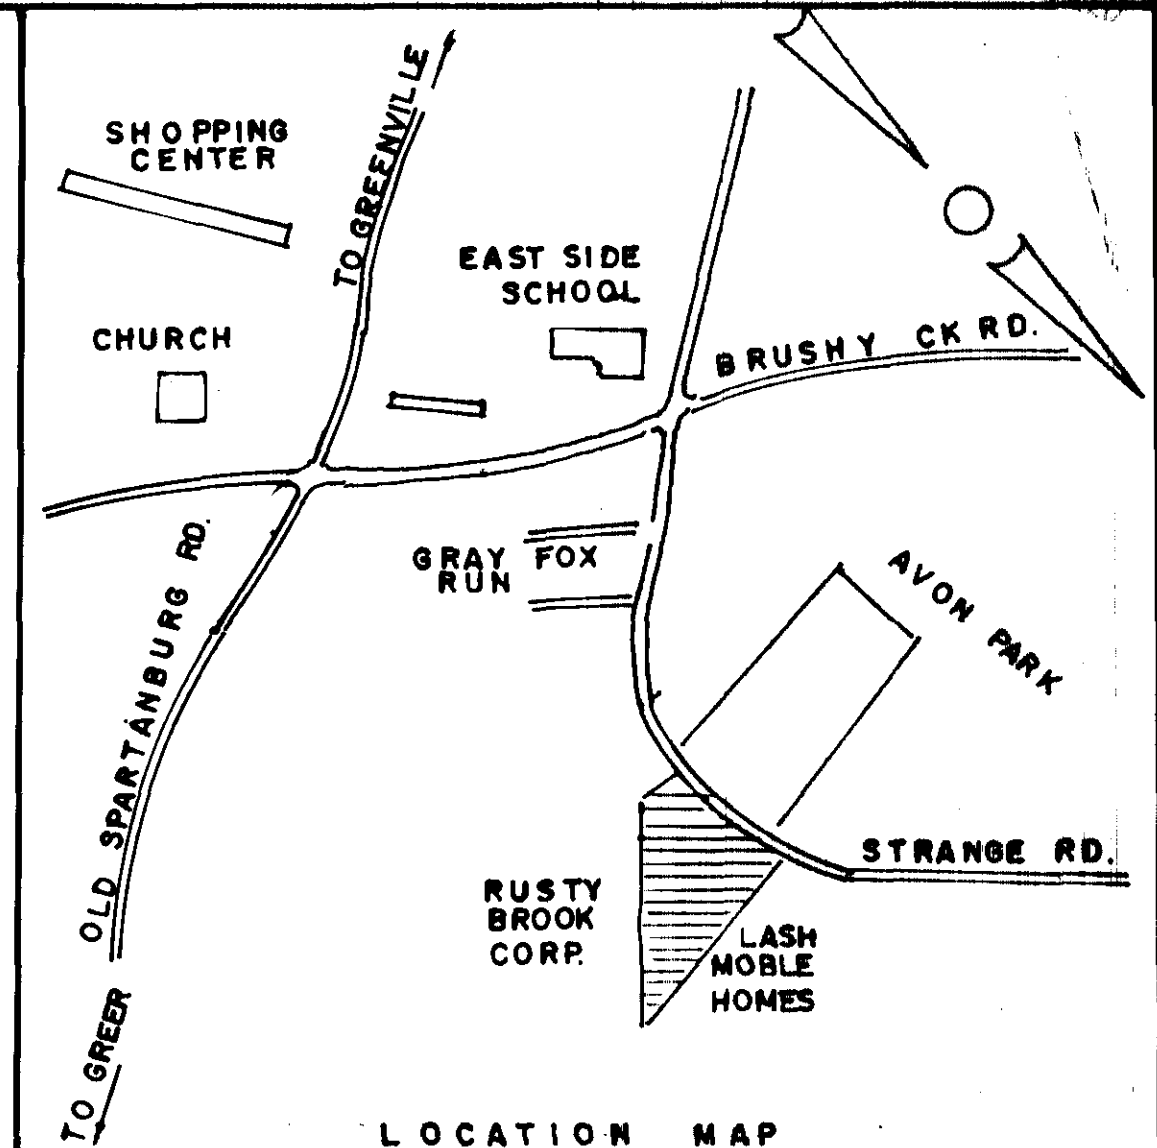 SHOPPING
CENTER
TO GREENVILLE
EAST SIDE
SCHOOL
CHURCH
BRUSHY CK RD.
GRAY FOX
RUN
AVON PARK
OLD SPARTANBURG RD.
STRANGE RD.
RUSTY
BROOK
CORP.
LASH
MOBLE
HOMES
TO GREER
LOCATION MAP